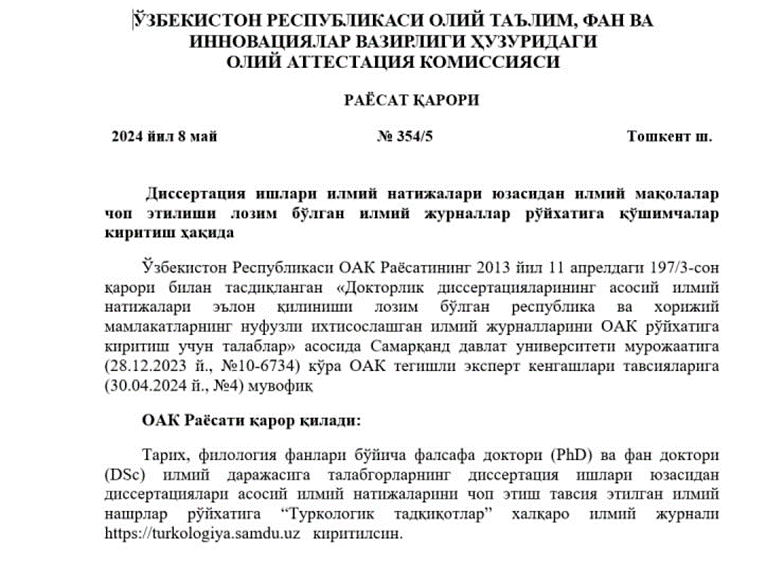 ЎЗБЕКИСТОН РЕСПУБЛИКАСИ ОЛИЙ ТАЪЛИМ, ФАН ВА
ИННОВАЦИЯЛАР ВАЗИРЛИГИ ҲУЗУРИДАГИ
ОЛИЙ АТТЕСТАЦИЯ КОМИССИЯСИ
РАЁСАТ ҚАРОРИ
2024 йил 8 май № 354/5 Тошкент ш.
Диссертация ишлари илмий натижалари юзасидан илмий мақолалар
чоп этилиши лозим бўлган илмий журналлар рўйхатига қўшимчалар
киритиш ҳақида
Ўзбекистон Республикаси ОАК Раёсатининг 2013 йил 11 апрелдаги 197/3-сон
қарори билан тасдиқланган «Докторлик диссертацияларининг асосий илмий
натижалари эълон қилиниши лозим бўлган республика ва хорижий
мамлакатларнинг нуфузли ихтисослашган илмий журналларини ОАК рўйхатига
киритиш учун талаблар» асосида Самарқанд давлат университети мурожаатига
(28.12.2023 й., №10-6734) кўра ОАК тегишли эксперт кенгашлари тавсияларига
(30.04.2024 й., №4) мувофиқ
ОАК Раёсати қарор қилади:
Тарих, филология фанлари бўйича фалсафа доктори (PhD) ва фан доктори
(DSc) илмий даражасига талабгорларнинг диссертация ишлари юзасидан
диссертациялари асосий илмий натижаларини чоп этиш тавсия этилган илмий
нашрлар рўйхатига “Туркологик тадқиқотлар” халқаро илмий журнали
https://turkologiya.samdu.uz киритилсин.